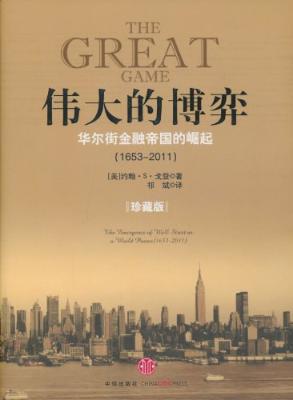 THE
GREAT
GAME
伟大的博弈
华尔街金融帝国的崛起
(1653-2011)
[美]约翰·S·戈登 著
祁斌 译
珍藏版
The Emergence of Wall Street as
a World Power(1653-2011)
中信出版社 CHINA CITIC PRESS